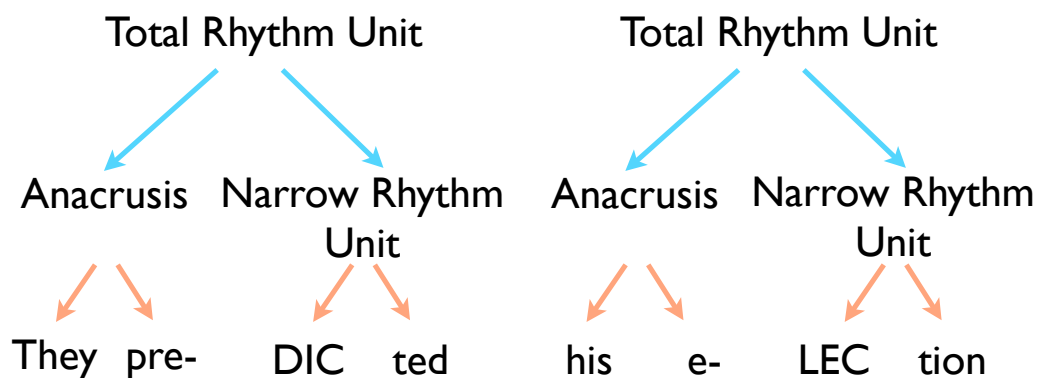 Total Rhythm Unit Total Rhythm Unit
Anacrusis Narrow Rhythm Unit Anacrusis Narrow Rhythm Unit
They pre- DIC ted his e- LEC tion